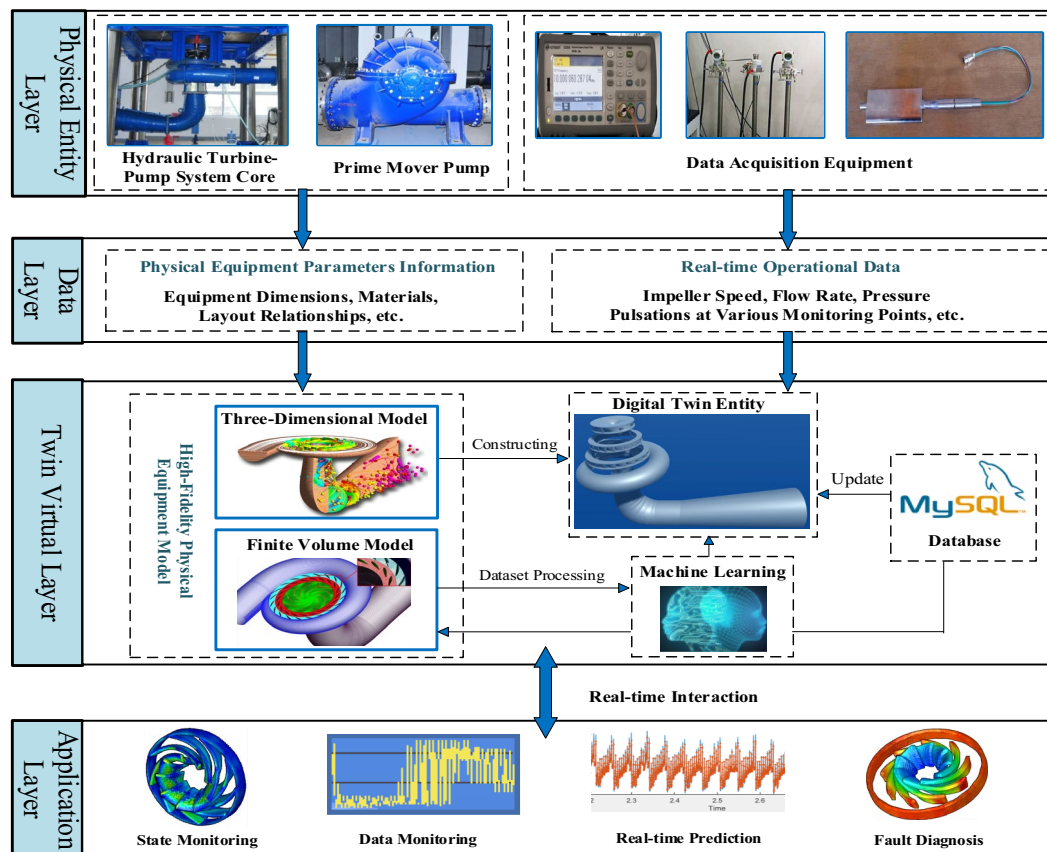 Physical Entity
Layer
Hydraulic Turbine-
Pump System Core
Prime Mover Pump
Data Acquisition Equipment
Data
Layer
Physical Equipment Parameters Information
Equipment Dimensions, Materials,
Layout Relationships, etc.
Real-time Operational Data
Impeller Speed, Flow Rate, Pressure
Pulsations at Various Monitoring Points, etc.
Twin Virtual Layer
High-Fidelity Physical
Equipment Model
Three-Dimensional Model
Constructing
Digital Twin Entity
Update
MySQL
Database
Finite Volume Model
Dataset Processing
Machine Learning
Real-time Interaction
Application
Layer
State Monitoring
Data Monitoring
2 2.3 2.4 2.5 2.6
Time
Real-time Prediction
Fault Diagnosis